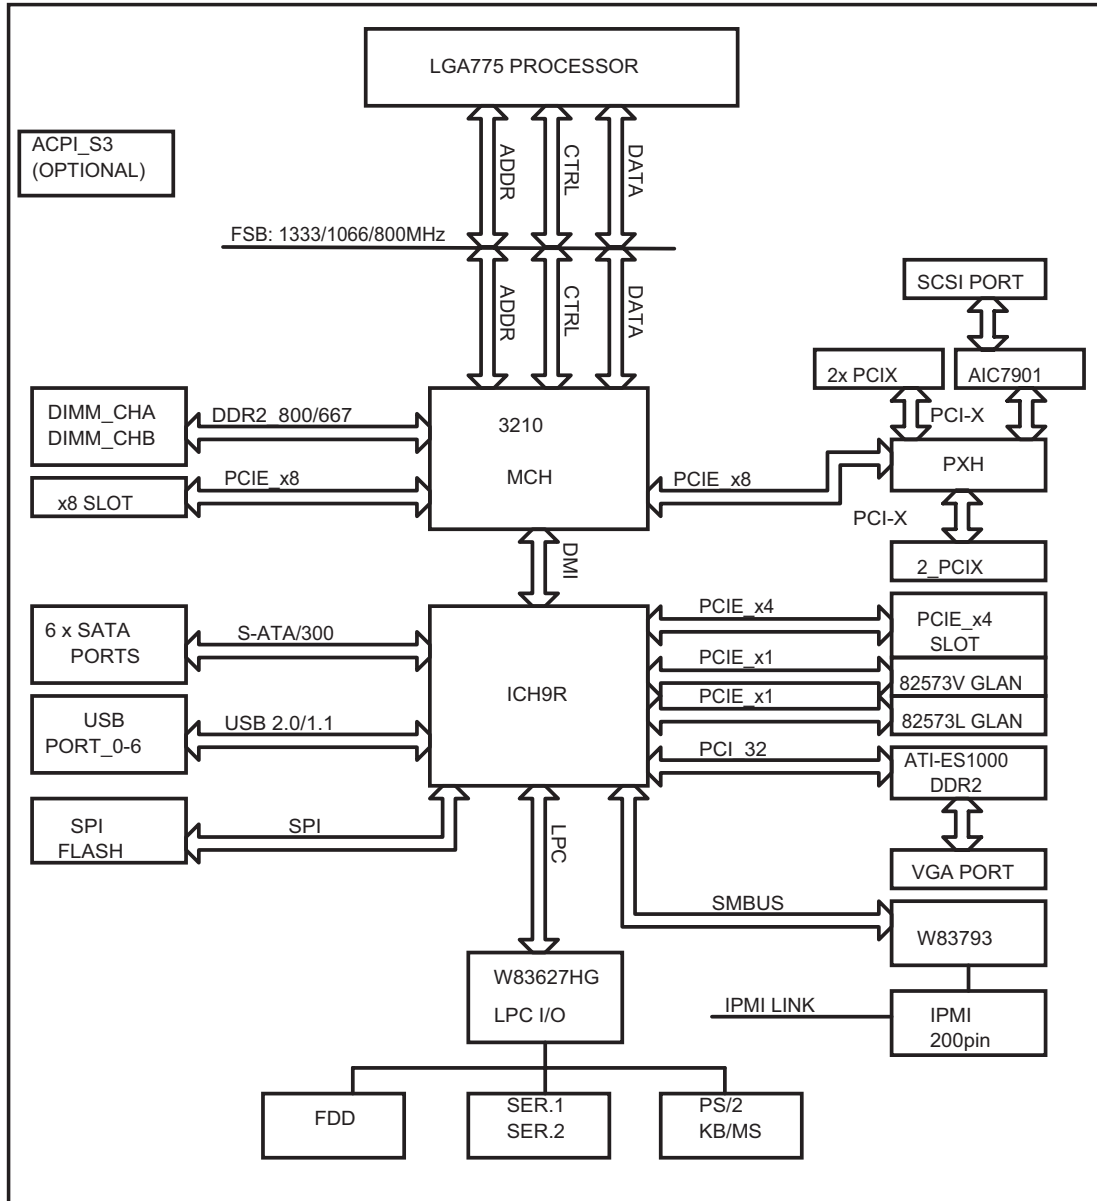 LGA775 PROCESSOR
ACPI_S3
(OPTIONAL)
ADDR
CTRL
DATA
FSB: 1333/1066/800MHz
ADDR
CTRL
DATA
SCSI PORT
2x PCIX
AIC7901
PCI-X
DIMM_CHA
DIMM_CHB
DDR2_800/667
3210
MCH
PCIE_x8
x8 SLOT
PCIE_x8
PXH
PCI-X
2_PCIX
DMI
6 x SATA
PORTS
S-ATA/300
ICH9R
PCIE_x4
PCIE_x4
SLOT
PCIE_x1
82573V GLAN
PCIE_x1
82573L GLAN
USB
PORT_0-6
USB 2.0/1.1
PCI_32
ATI-ES1000
DDR2
SPI
FLASH
SPI
LPC
VGA PORT
SMBUS
W83793
W83627HG
LPC I/O
IPMI LINK
IPMI
200pin
FDD
SER.1
SER.2
PS/2
KB/MS